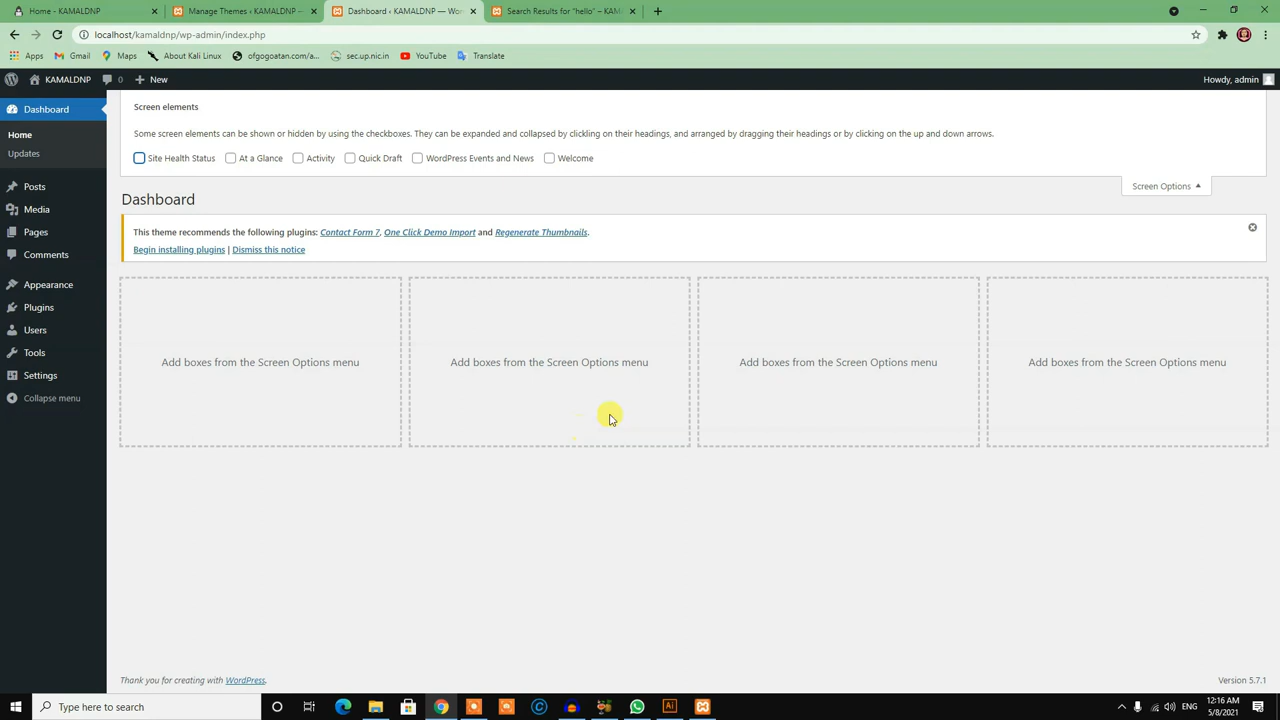 Home - KAMALDNP
Manage Themes ‹ KAMALDNP —
Dashboard ‹ KAMALDNP — Wor
Search Results for "hello" – KAM
localhost/kamaldnp/wp-admin/index.php
Apps
Gmail
Maps
About Kali Linux
ofgogoatan.com/a...
sec.up.nic.in
YouTube
Translate
KAMALDNP
0
New
Howdy, admin
Dashboard
Home
Updates
Posts
Media
Pages
Comments
Appearance
Plugins
Users
Tools
Settings
Collapse menu
Screen elements
Some screen elements can be shown or hidden by using the checkboxes. They can be expanded and collapsed by clickling on their headings, and arranged by dragging their headings or by clicking on the up and down arrows.
Site Health Status
At a Glance
Activity
Quick Draft
WordPress Events and News
Welcome
Screen Options
Dashboard
This theme recommends the following plugins: Contact Form 7, One Click Demo Import and Regenerate Thumbnails.
Begin installing plugins | Dismiss this notice
Add boxes from the Screen Options menu
Add boxes from the Screen Options menu
Add boxes from the Screen Options menu
Add boxes from the Screen Options menu
Thank you for creating with WordPress.
Version 5.7.1
Type here to search
Ai
ENG
12:16 AM
5/8/2021